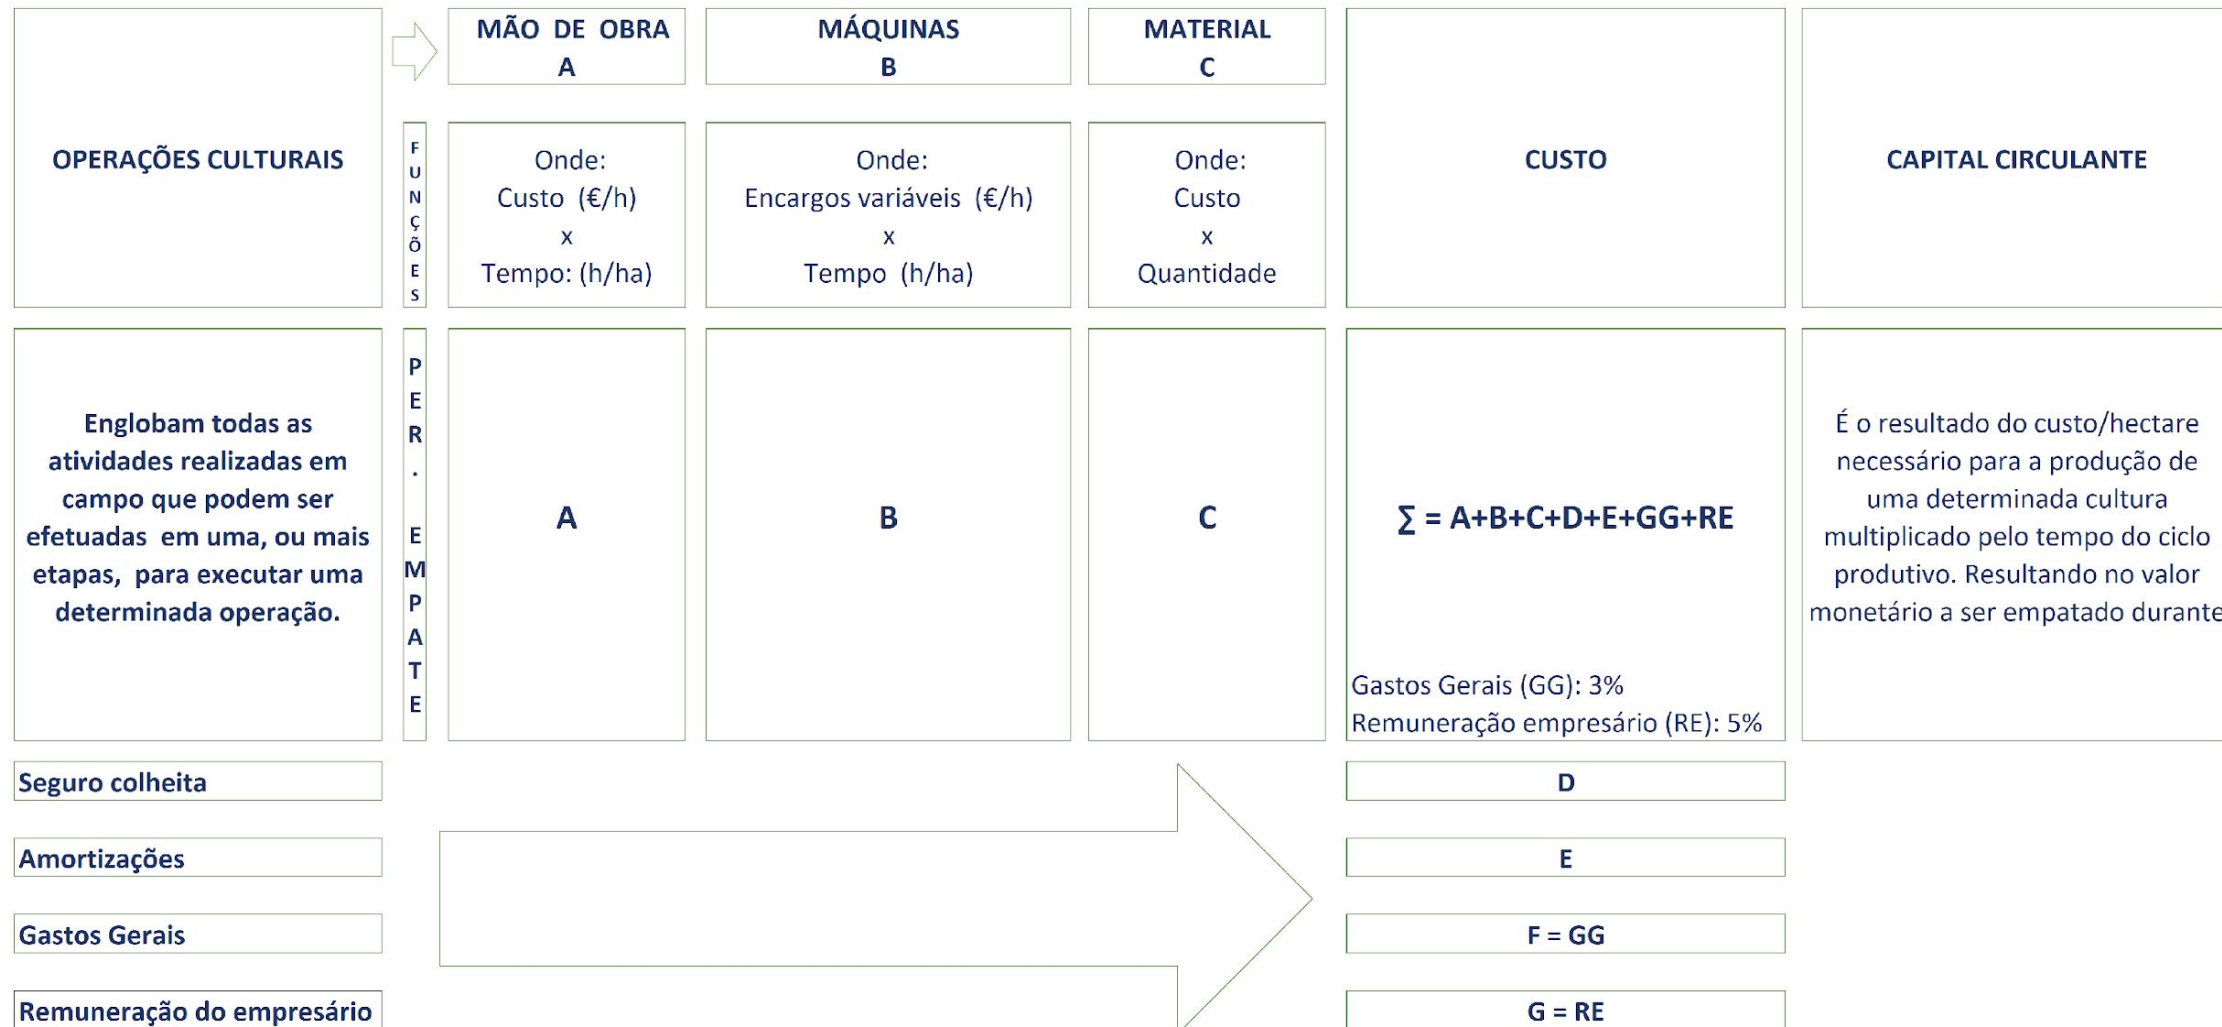 MÃO DE OBRA
A
MÁQUINAS
B
MATERIAL
C
OPERAÇÕES CULTURAIS
FUNÇÕES
Onde:
Custo (€/h)
x
Tempo: (h/ha)
Onde:
Encargos variáveis (€/h)
x
Tempo (h/ha)
Onde:
Custo
x
Quantidade
CUSTO
CAPITAL CIRCULANTE
Englobam todas as
atividades realizadas em
campo que podem ser
efetuadas em uma, ou mais
etapas, para executar uma
determinada operação.
PER. EMPATE
A
B
C
∑ = A+B+C+D+E+GG+RE
Gastos Gerais (GG): 3%
Remuneração empresário (RE): 5%
É o resultado do custo/hectare
necessário para a produção de
uma determinada cultura
multiplicado pelo tempo do ciclo
produtivo. Resultando no valor
monetário a ser empatado durante
Seguro colheita
D
Amortizações
E
Gastos Gerais
F = GG
Remuneração do empresário
G = RE